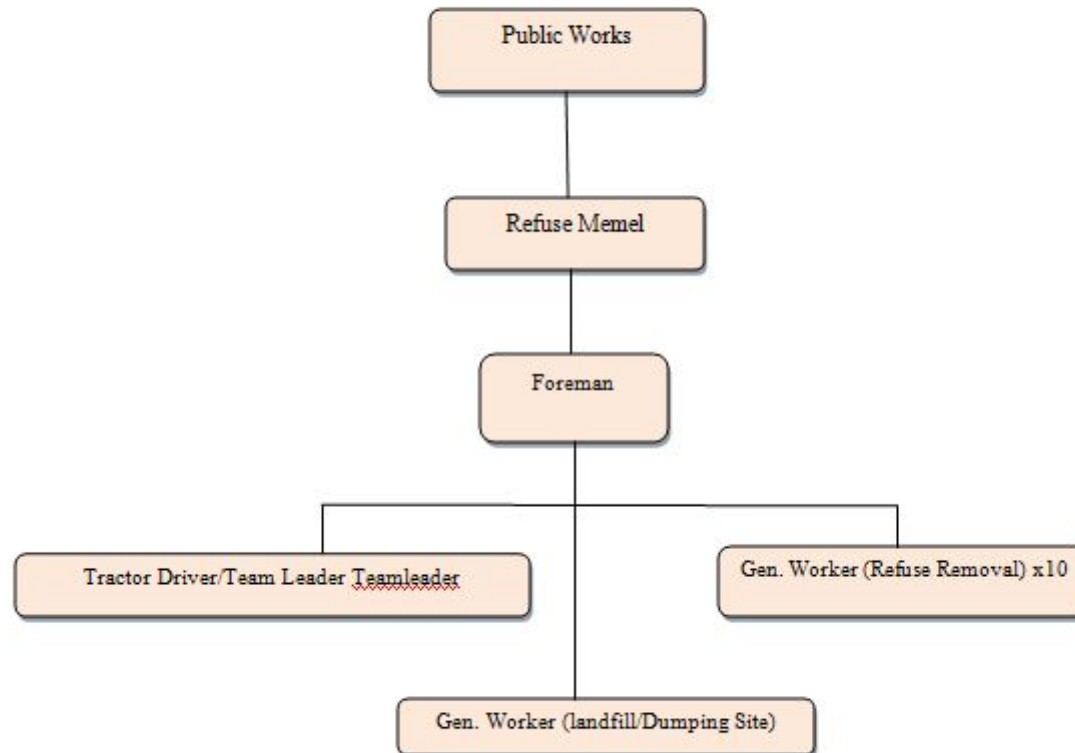 Public Works
Refuse Memel
Foreman
Tractor Driver/Team Leader Teamleader
Gen. Worker (Refuse Removal) x10
Gen. Worker (landfill/Dumping Site)